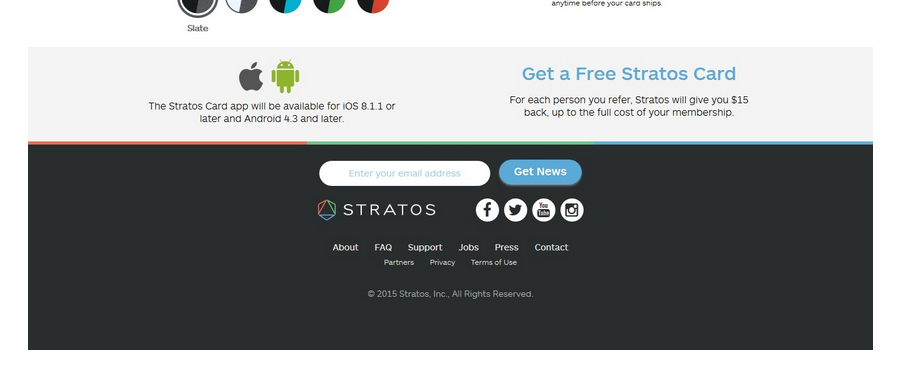 anytime before your card ships.
Slate
Get a Free Stratos Card
The Stratos Card app will be available for iOS 8.1.1 or
later and Android 4.3 and later.
For each person you refer, Stratos will give you $15
back, up to the full cost of your membership.
Enter your email address
Get News
STRATOS
You
Tube
About FAQ Support Jobs Press Contact
Partners Privacy Terms of Use
© 2015 Stratos, Inc., All Rights Reserved.